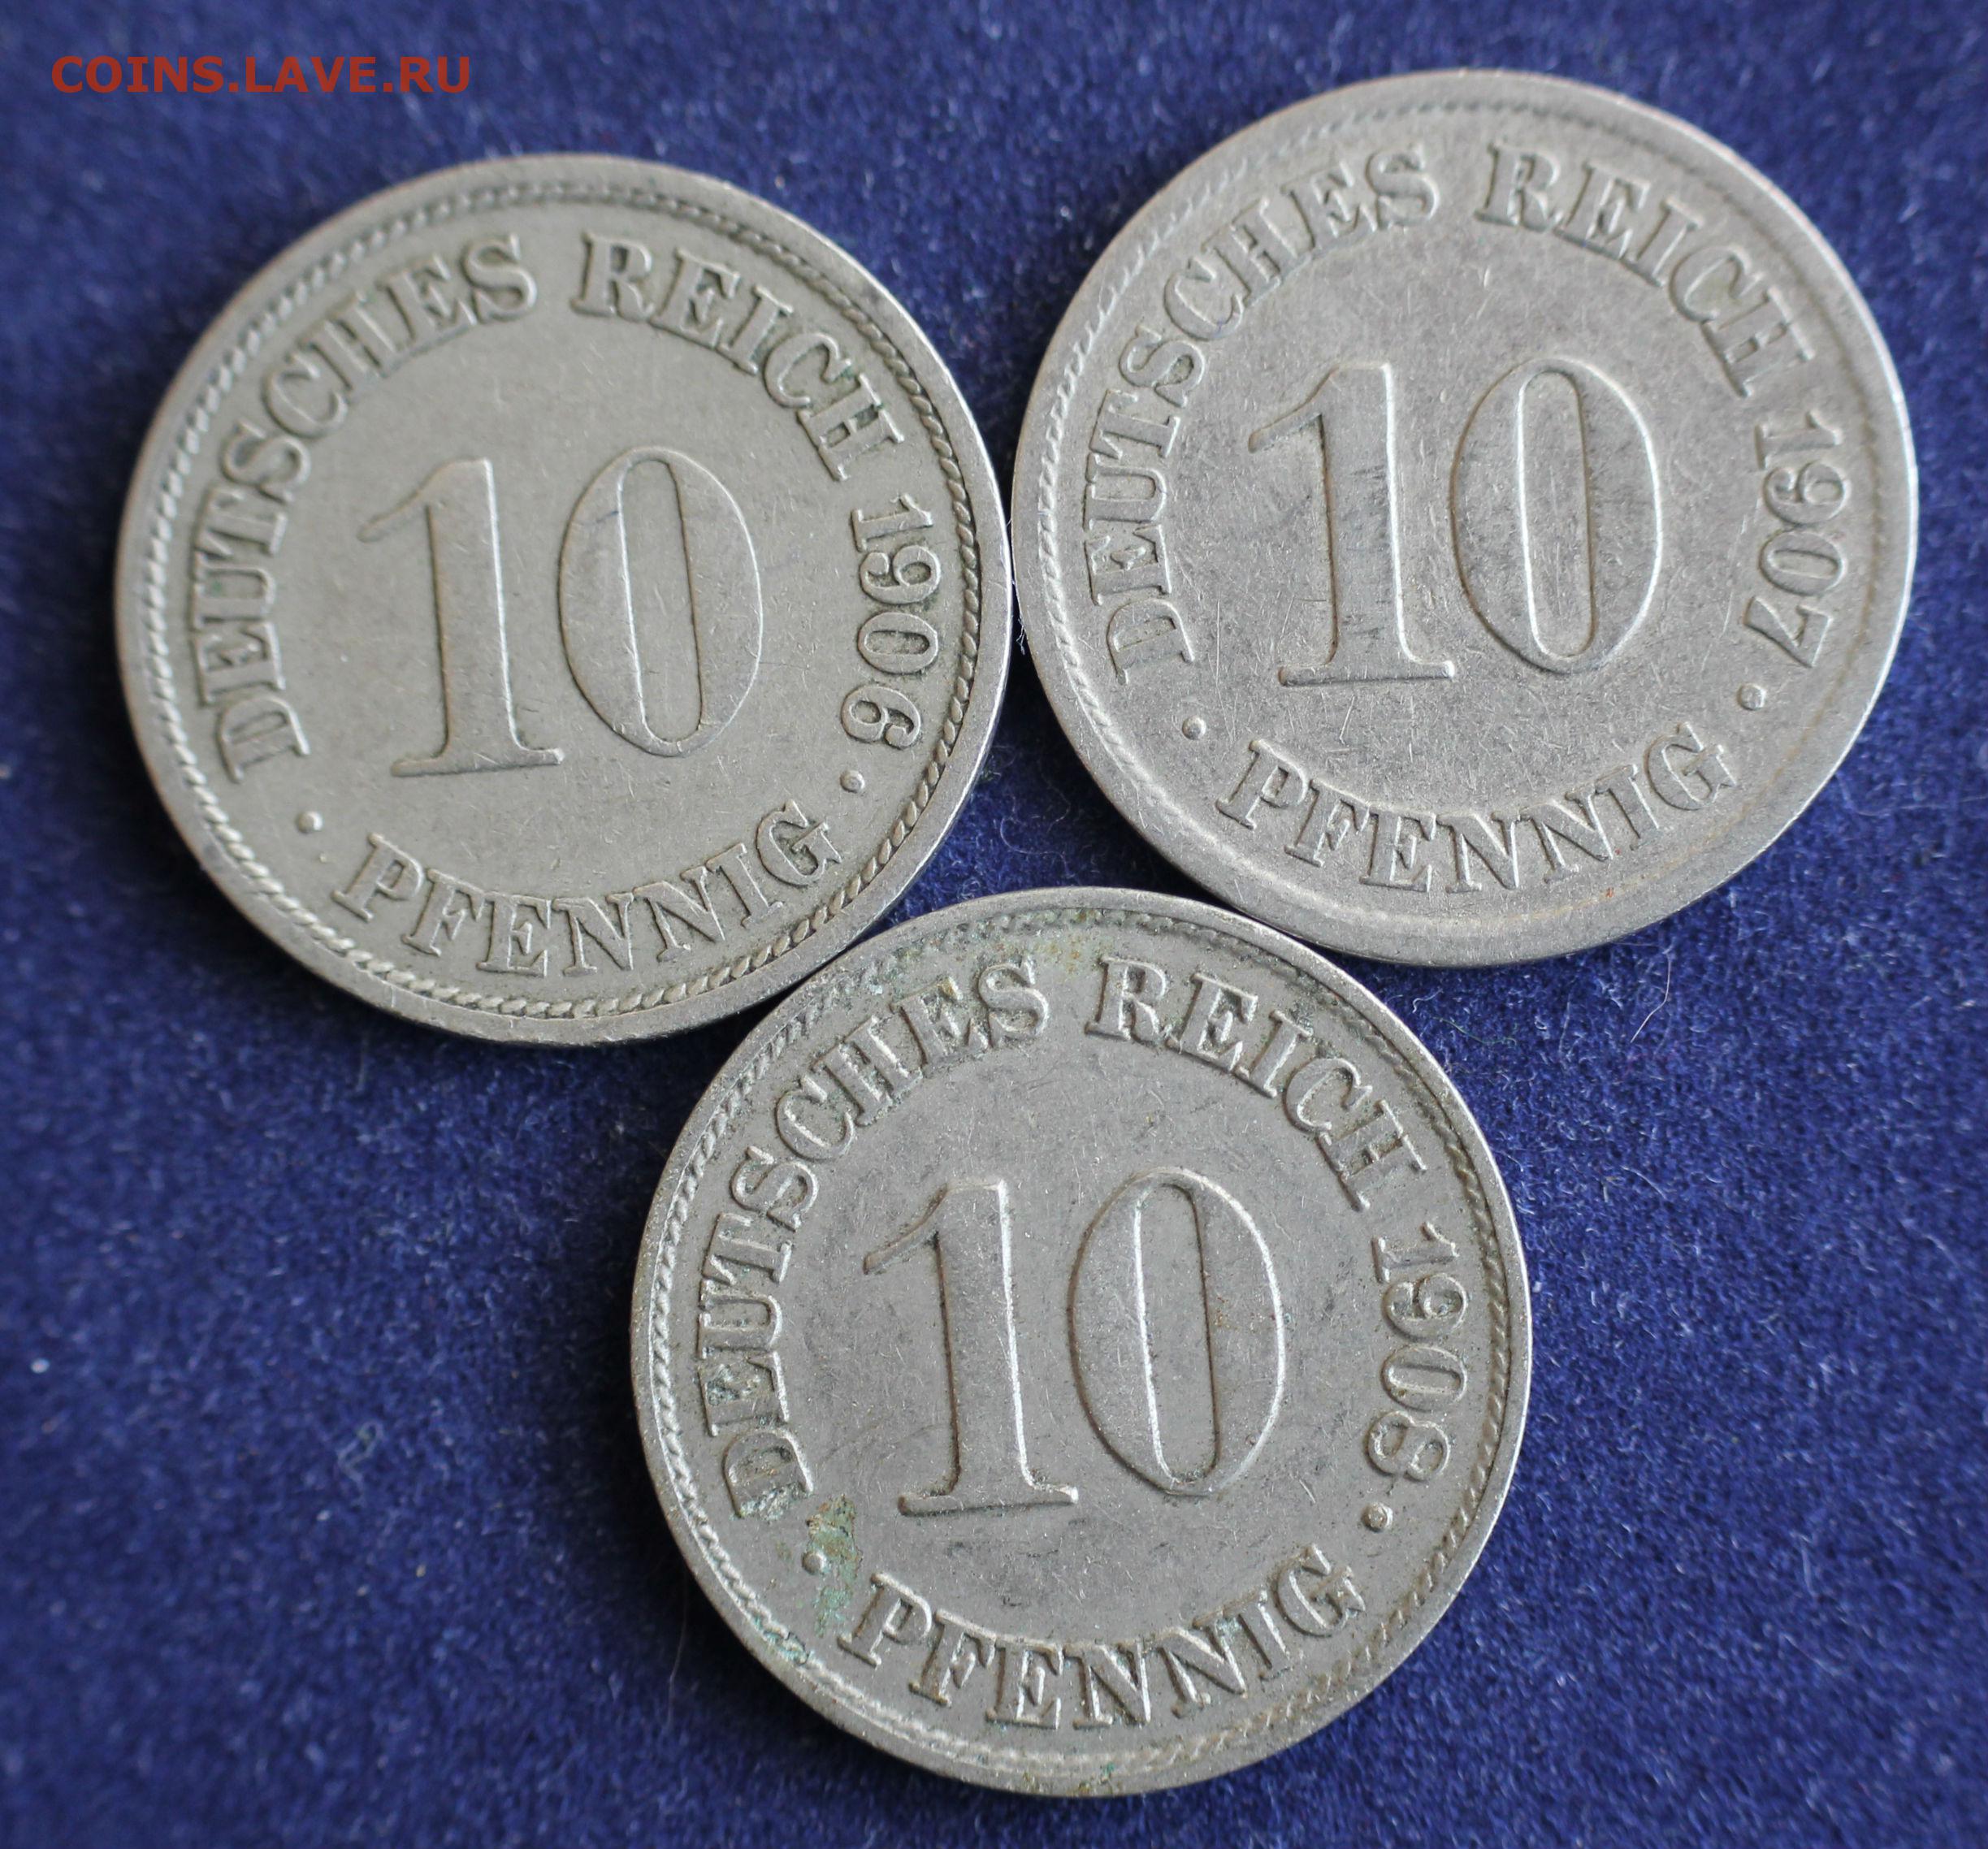 COINS.LAVE.RU
DEUTSCHES REICH 1906
10
· PFENNIG ·
DEUTSCHES REICH 1907
10
· PFENNIG ·
DEUTSCHES REICH 1908
10
· PFENNIG ·